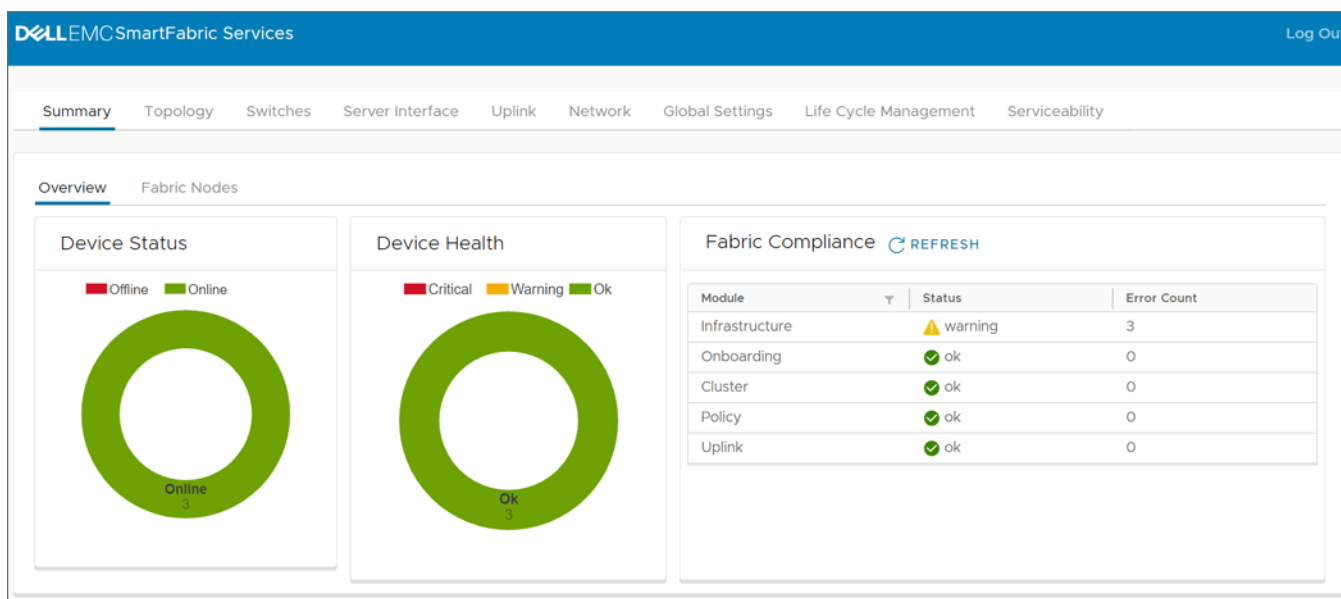 DELLEMC SmartFabric Services
Log Out
Summary Topology Switches Server Interface Uplink Network Global Settings Life Cycle Management Serviceability
Overview Fabric Nodes
Device Status
Offline Online
Online
3
Device Health
Critical Warning Ok
Ok
3
Fabric Compliance REFRESH
Module Status Error Count
Infrastructure warning 3
Onboarding ok 0
Cluster ok 0
Policy ok 0
Uplink ok 0